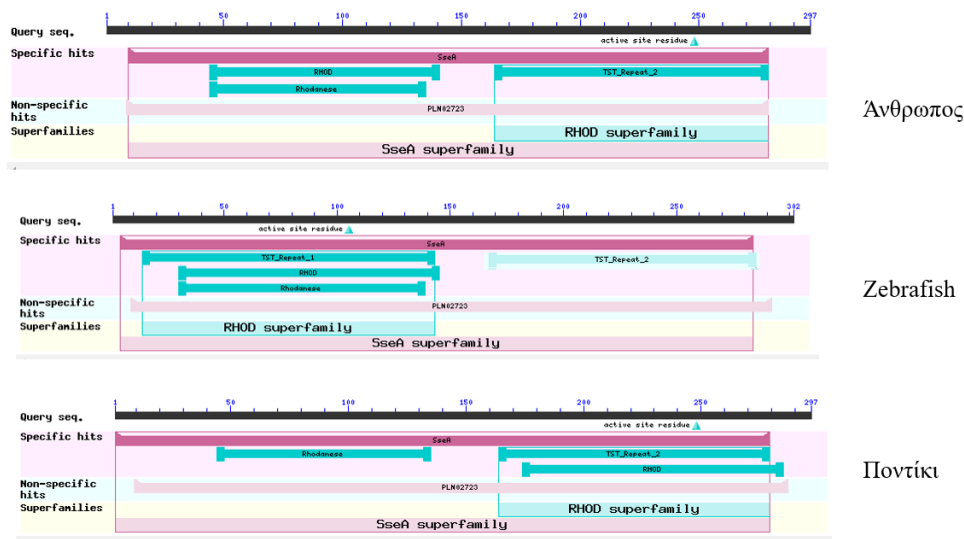 1 50 100 150 200 250 297
Query seq.
active site residue
Specific hits
SseA
RHOD TST_Repeat_2
Rhodanese
Non-specific hits
PLN02723
Superfamilies
RHOD superfamily
SseA superfamily
Άνθρωπος
1 50 100 150 200 250 302
Query seq.
active site residue
Specific hits
SseA
TST_Repeat_1 TST_Repeat_2
RHOD
Rhodanese
Non-specific hits
PLN02723
Superfamilies
RHOD superfamily
SseA superfamily
Zebrafish
1 50 100 150 200 250 297
Query seq.
active site residue
Specific hits
SseA
Rhodanese TST_Repeat_2
RHOD
Non-specific hits
PLN02723
Superfamilies
RHOD superfamily
SseA superfamily
Ποντίκι